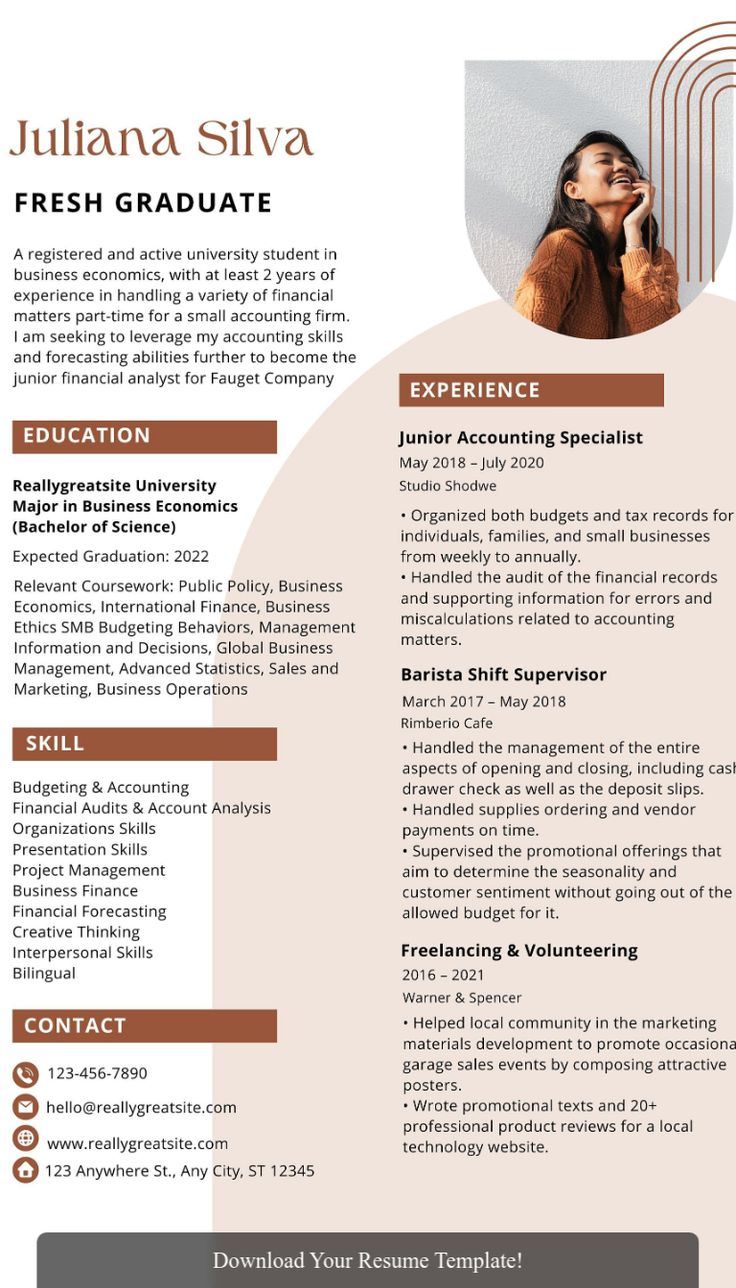 Juliana Silva
FRESH GRADUATE
A registered and active university student in
business economics, with at least 2 years of
experience in handling a variety of financial
matters part-time for a small accounting firm.
I am seeking to leverage my accounting skills
and forecasting abilities further to become the
junior financial analyst for Fauget Company
EDUCATION
Reallygreatsite University
Major in Business Economics
(Bachelor of Science)
Expected Graduation: 2022
Relevant Coursework: Public Policy, Business
Economics, International Finance, Business
Ethics SMB Budgeting Behaviors, Management
Information and Decisions, Global Business
Management, Advanced Statistics, Sales and
Marketing, Business Operations
SKILL
Budgeting & Accounting
Financial Audits & Account Analysis
Organizations Skills
Presentation Skills
Project Management
Business Finance
Financial Forecasting
Creative Thinking
Interpersonal Skills
Bilingual
CONTACT
123-456-7890
hello@reallygreatsite.com
www.reallygreatsite.com
123 Anywhere St., Any City, ST 12345
EXPERIENCE
Junior Accounting Specialist
May 2018 – July 2020
Studio Shodwe
• Organized both budgets and tax records for
individuals, families, and small businesses
from weekly to annually.
• Handled the audit of the financial records
and supporting information for errors and
miscalculations related to accounting
matters.
Barista Shift Supervisor
March 2017 – May 2018
Rimberio Cafe
• Handled the management of the entire
aspects of opening and closing, including cash
drawer check as well as the deposit slips.
• Handled supplies ordering and vendor
payments on time.
• Supervised the promotional offerings that
aim to determine the seasonality and
customer sentiment without going out of the
allowed budget for it.
Freelancing & Volunteering
2016 – 2021
Warner & Spencer
• Helped local community in the marketing
materials development to promote occasiona
garage sales events by composing attractive
posters.
• Wrote promotional texts and 20+
professional product reviews for a local
technology website.
Download Your Resume Template!